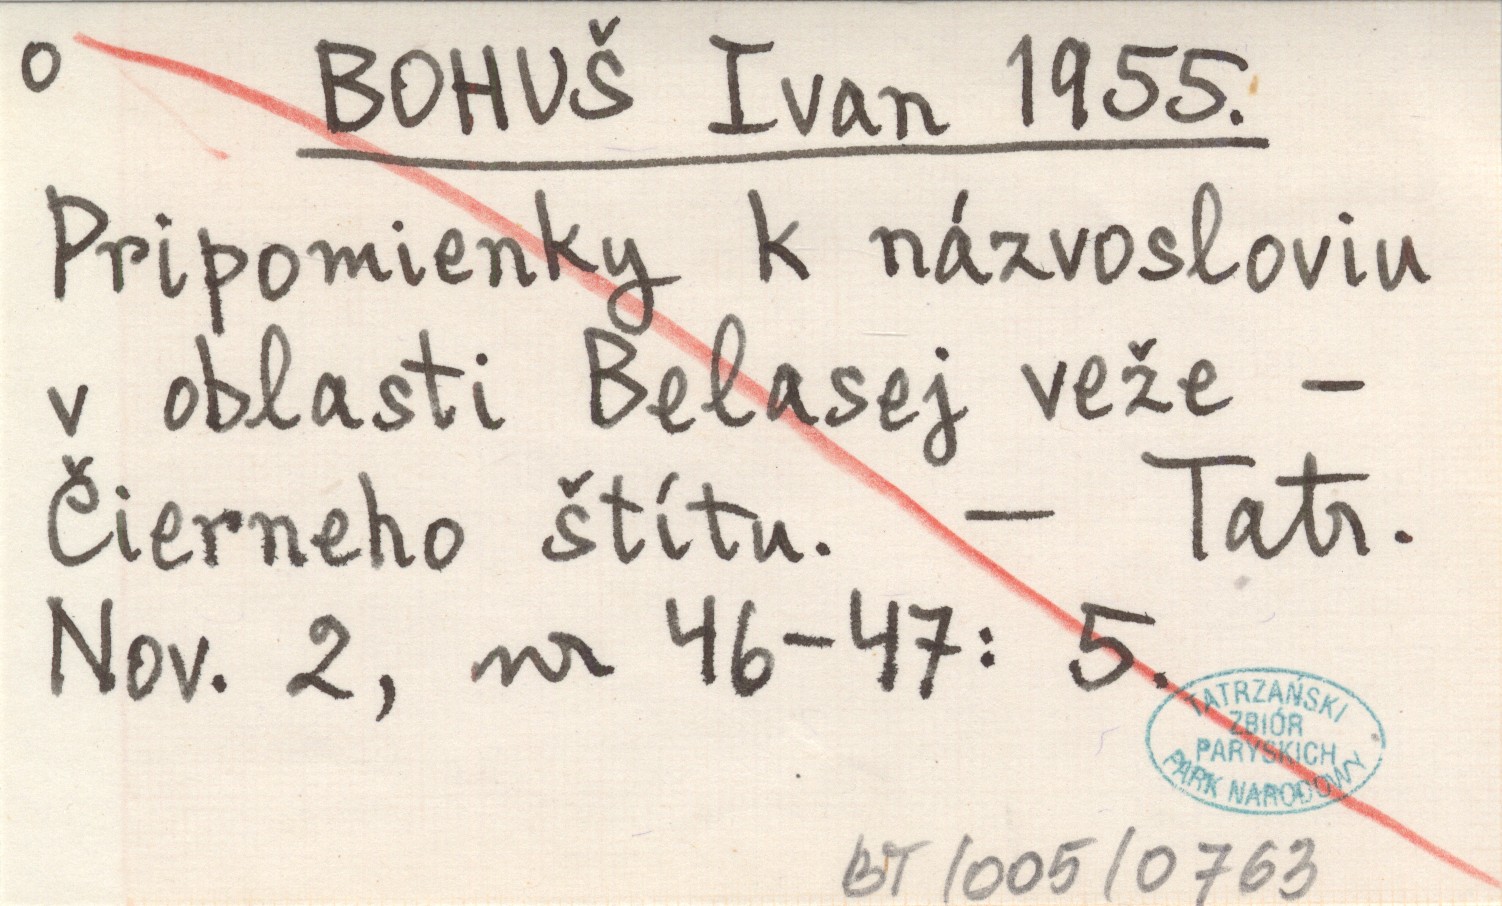 o BOHUŠ Ivan 1955.
Pripomienky k názvosloviu
v oblasti Belasej veže –
Čierneho štítu. — Tatr.
Nov. 2, nr 46–47: 5.
TATRZAŃSKI
ZBIÓR
PARYSKICH
PARK NARODOWY
BT/005/0763